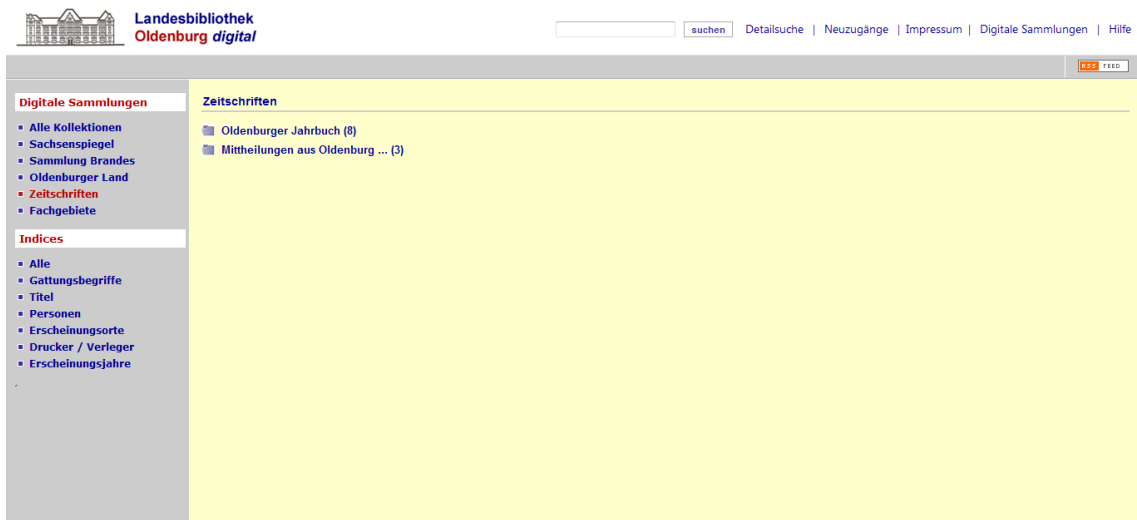 Landesbibliothek
Oldenburg digital
suchen Detailsuche | Neuzugänge | Impressum | Digitale Sammlungen | Hilfe
RSS FEED
Digitale Sammlungen
Alle Kollektionen
Sachsenspiegel
Sammlung Brandes
Oldenburger Land
Zeitschriften
Fachgebiete
Indices
Alle
Gattungsbegriffe
Titel
Personen
Erscheinungsorte
Drucker / Verleger
Erscheinungsjahre
Zeitschriften
Oldenburger Jahrbuch (8)
Mittheilungen aus Oldenburg ... (3)